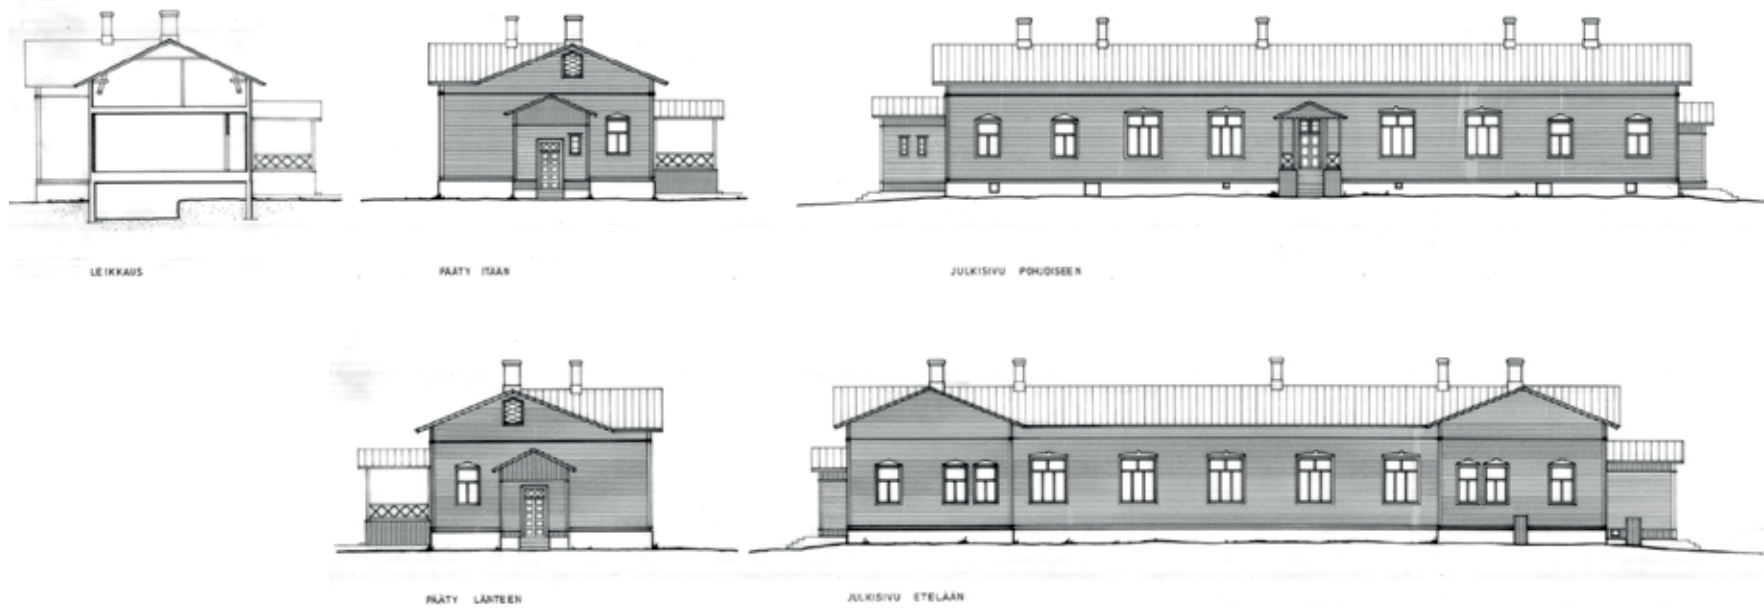 LEIKKAUS
PÄÄTY ITÄÄN
JULKISIVU POHJOISEEN
PÄÄTY LÄNTEEN
JULKISIVU ETELÄÄN